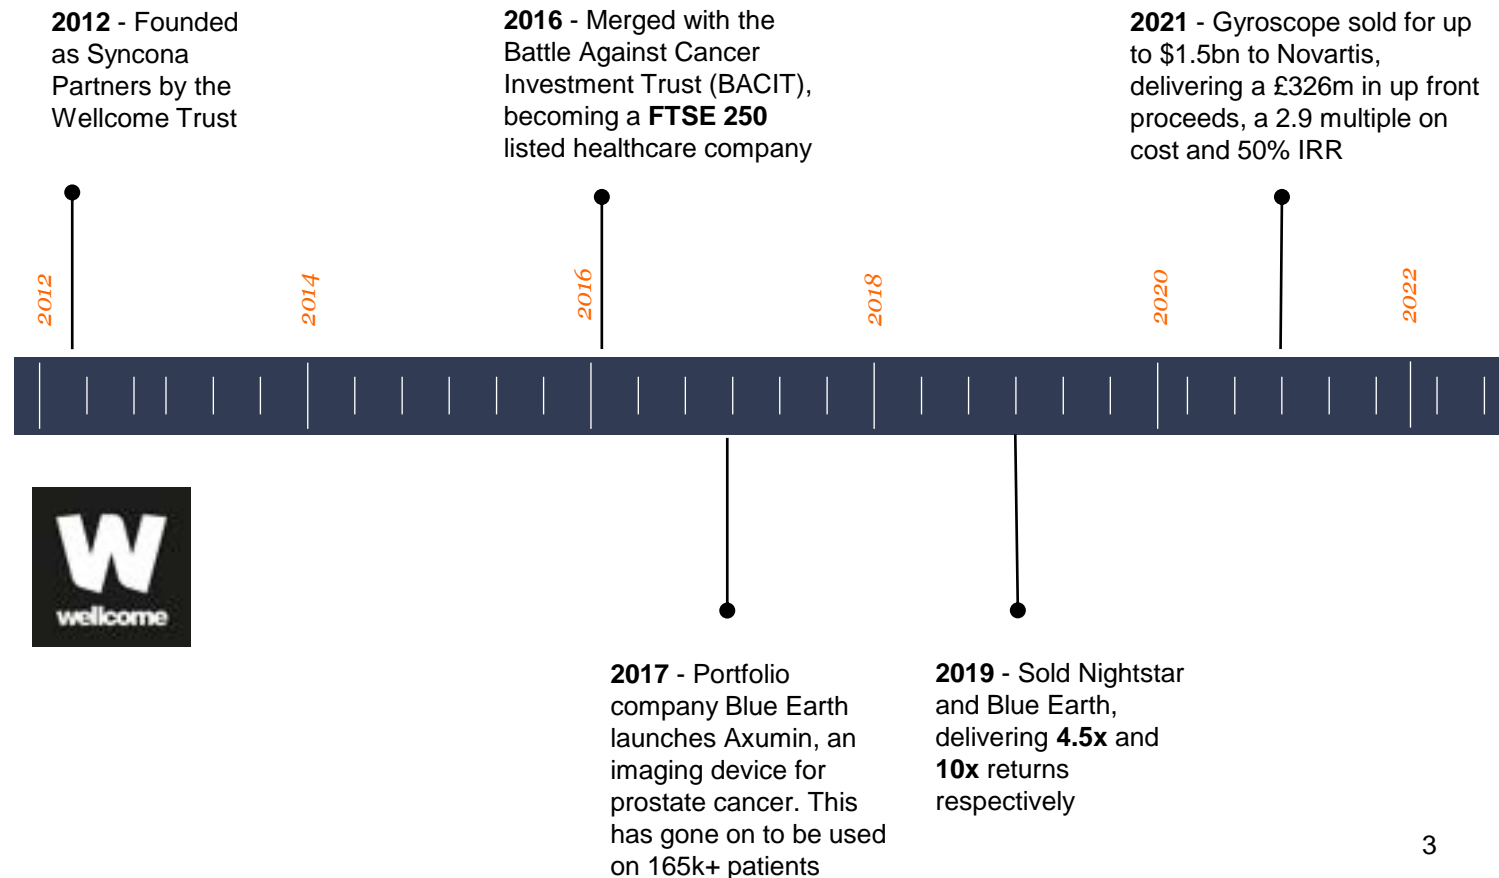 2012 - Founded
as Syncona
Partners by the
Wellcome Trust
2016 - Merged with the
Battle Against Cancer
Investment Trust (BACIT),
becoming a FTSE 250
listed healthcare company
2021 - Gyroscope sold for up
to $1.5bn to Novartis,
delivering a £326m in up front
proceeds, a 2.9 multiple on
cost and 50% IRR
2012
2014
2016
2018
2020
2022
W
wellcome
2017 - Portfolio
company Blue Earth
launches Axumin, an
imaging device for
prostate cancer. This
has gone on to be used
on 165k+ patients
2019 - Sold Nightstar
and Blue Earth,
delivering 4.5x and
10x returns
respectively
3